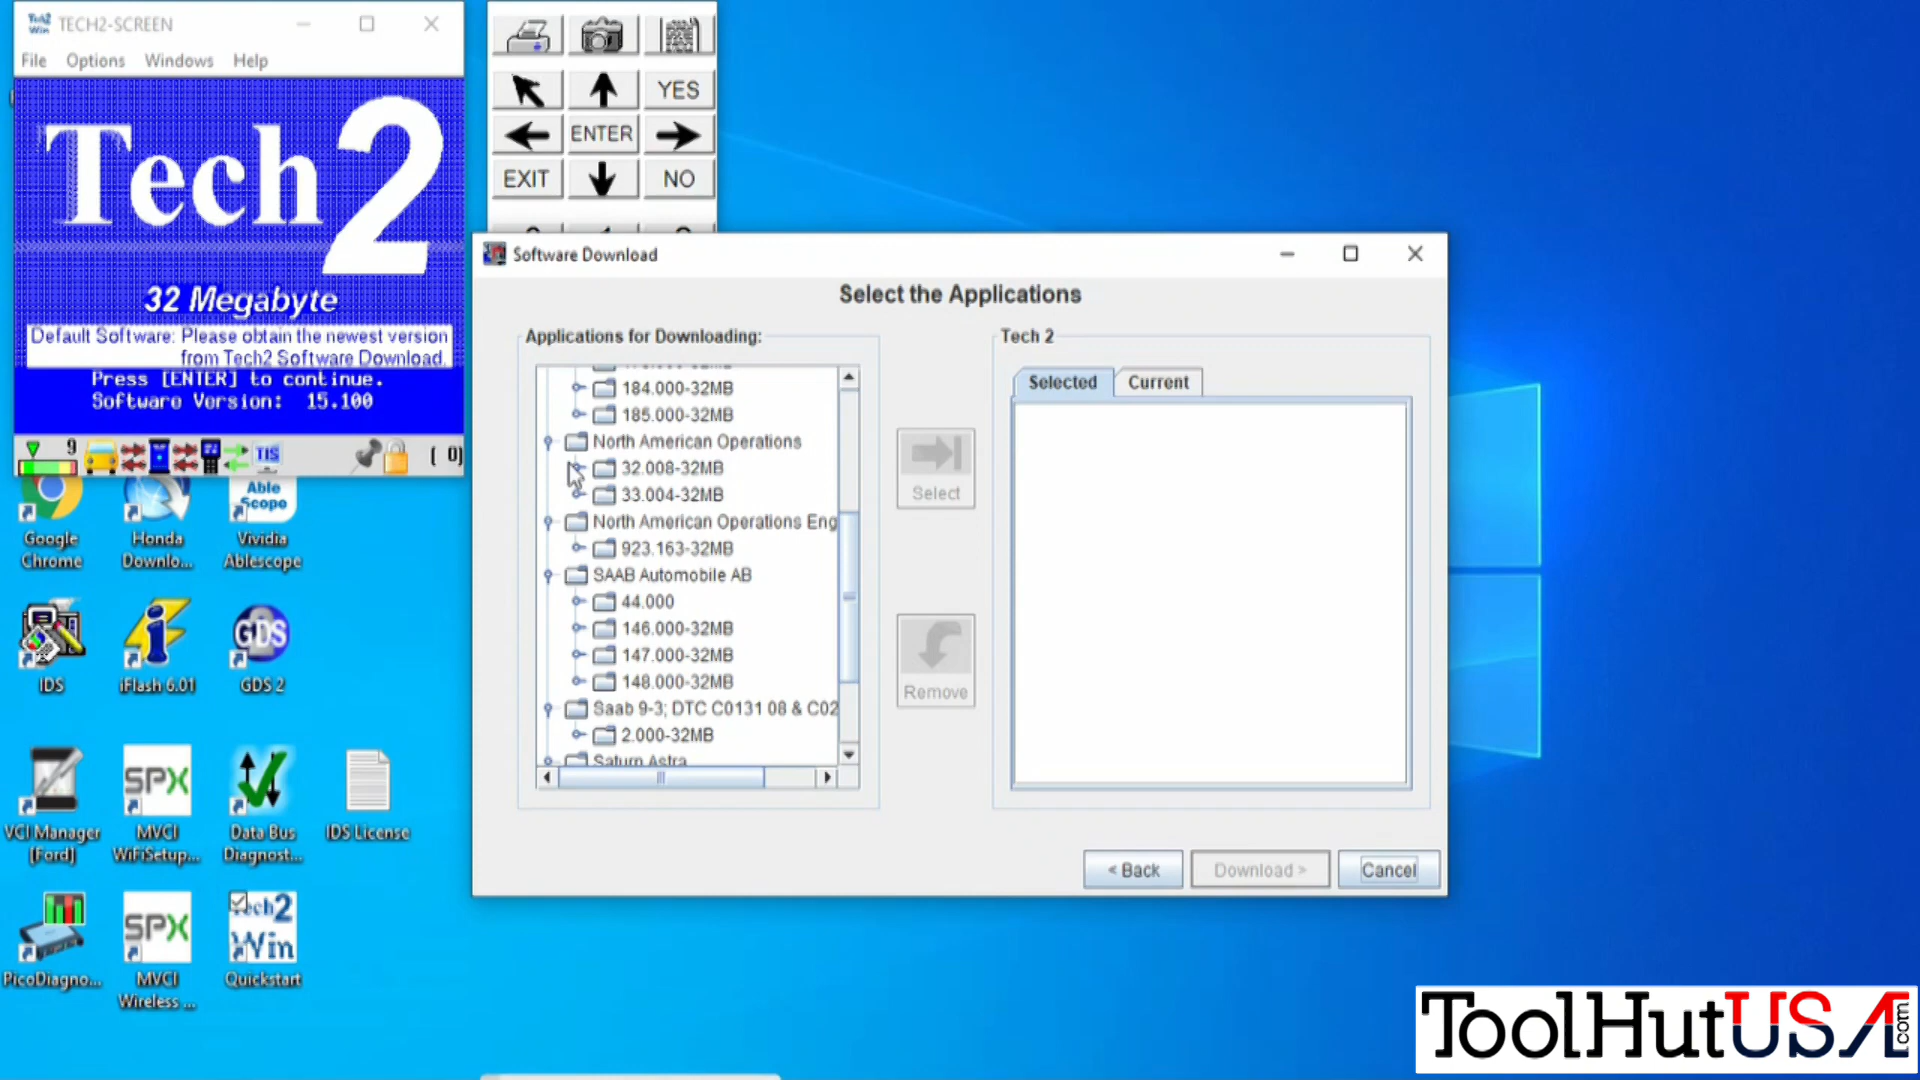 TECH2-SCREEN
File Options Windows Help
Tech2
32 Megabyte
Default Software: Please obtain the newest version
from Tech2 Software Download.
Press [ENTER] to continue.
Software Version: 15.100
9
TIS
( 0)
YES
ENTER
EXIT
NO
Software Download
Select the Applications
Applications for Downloading:
184.000-32MB
185.000-32MB
North American Operations
32.008-32MB
33.004-32MB
North American Operations Eng
923.163-32MB
SAAB Automobile AB
44.000
146.000-32MB
147.000-32MB
148.000-32MB
Saab 9-3; DTC C0131 08 & C02
2.000-32MB
Saturn Astra
Select
Remove
Tech 2
Selected
Current
< Back
Download >
Cancel
Google
Chrome
Honda
Downlo...
Able
Scope
Vividia
Ablescope
IDS
iFlash 6.01
GDS
GDS 2
VCI Manager
[Ford]
SPX
MVCI
WiFiSetup...
Data Bus
Diagnost...
IDS License
PicoDiagno...
SPX
MVCI
Wireless ...
Tech2
Win
Quickstart
ToolHutUSA.com